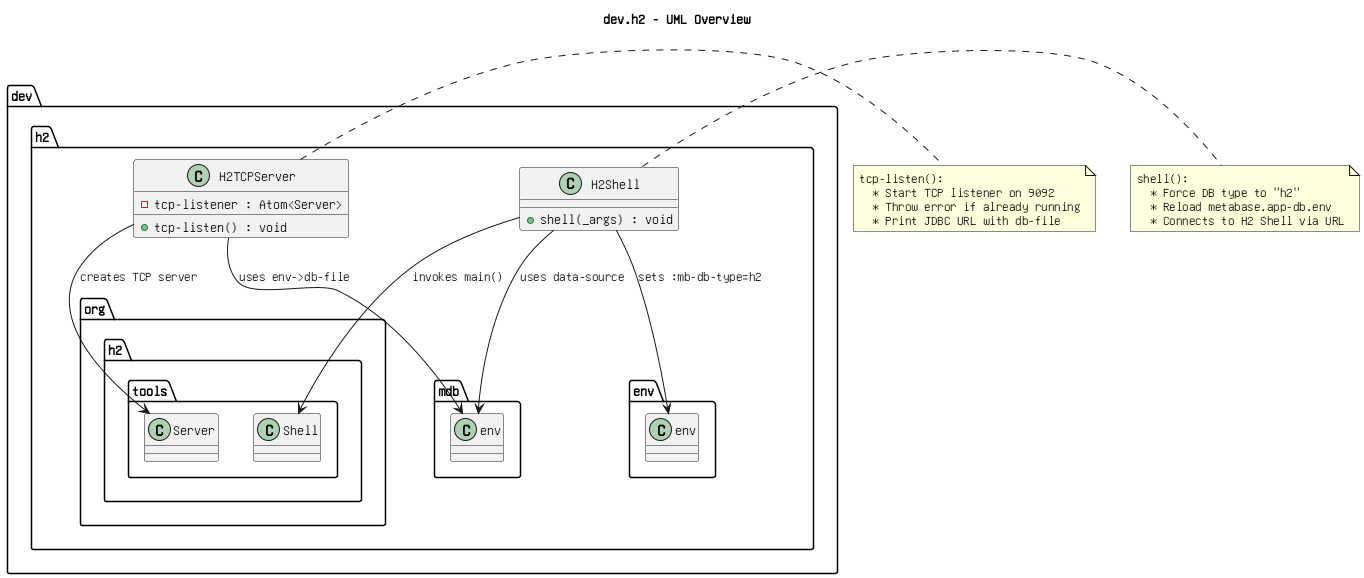 dev.h2 - UML Overview
dev
h2
C H2TCPServer
tcp-listener : Atom<Server>
tcp-listen() : void
C H2Shell
shell(_args) : void
tcp-listen():
* Start TCP listener on 9092
* Throw error if already running
* Print JDBC URL with db-file
shell():
* Force DB type to "h2"
* Reload metabase.app-db.env
* Connects to H2 Shell via URL
creates TCP server
uses env->db-file
invokes main()
uses data-source
sets :mb-db-type=h2
org
h2
tools
C Server
C Shell
mdb
C env
env
C env